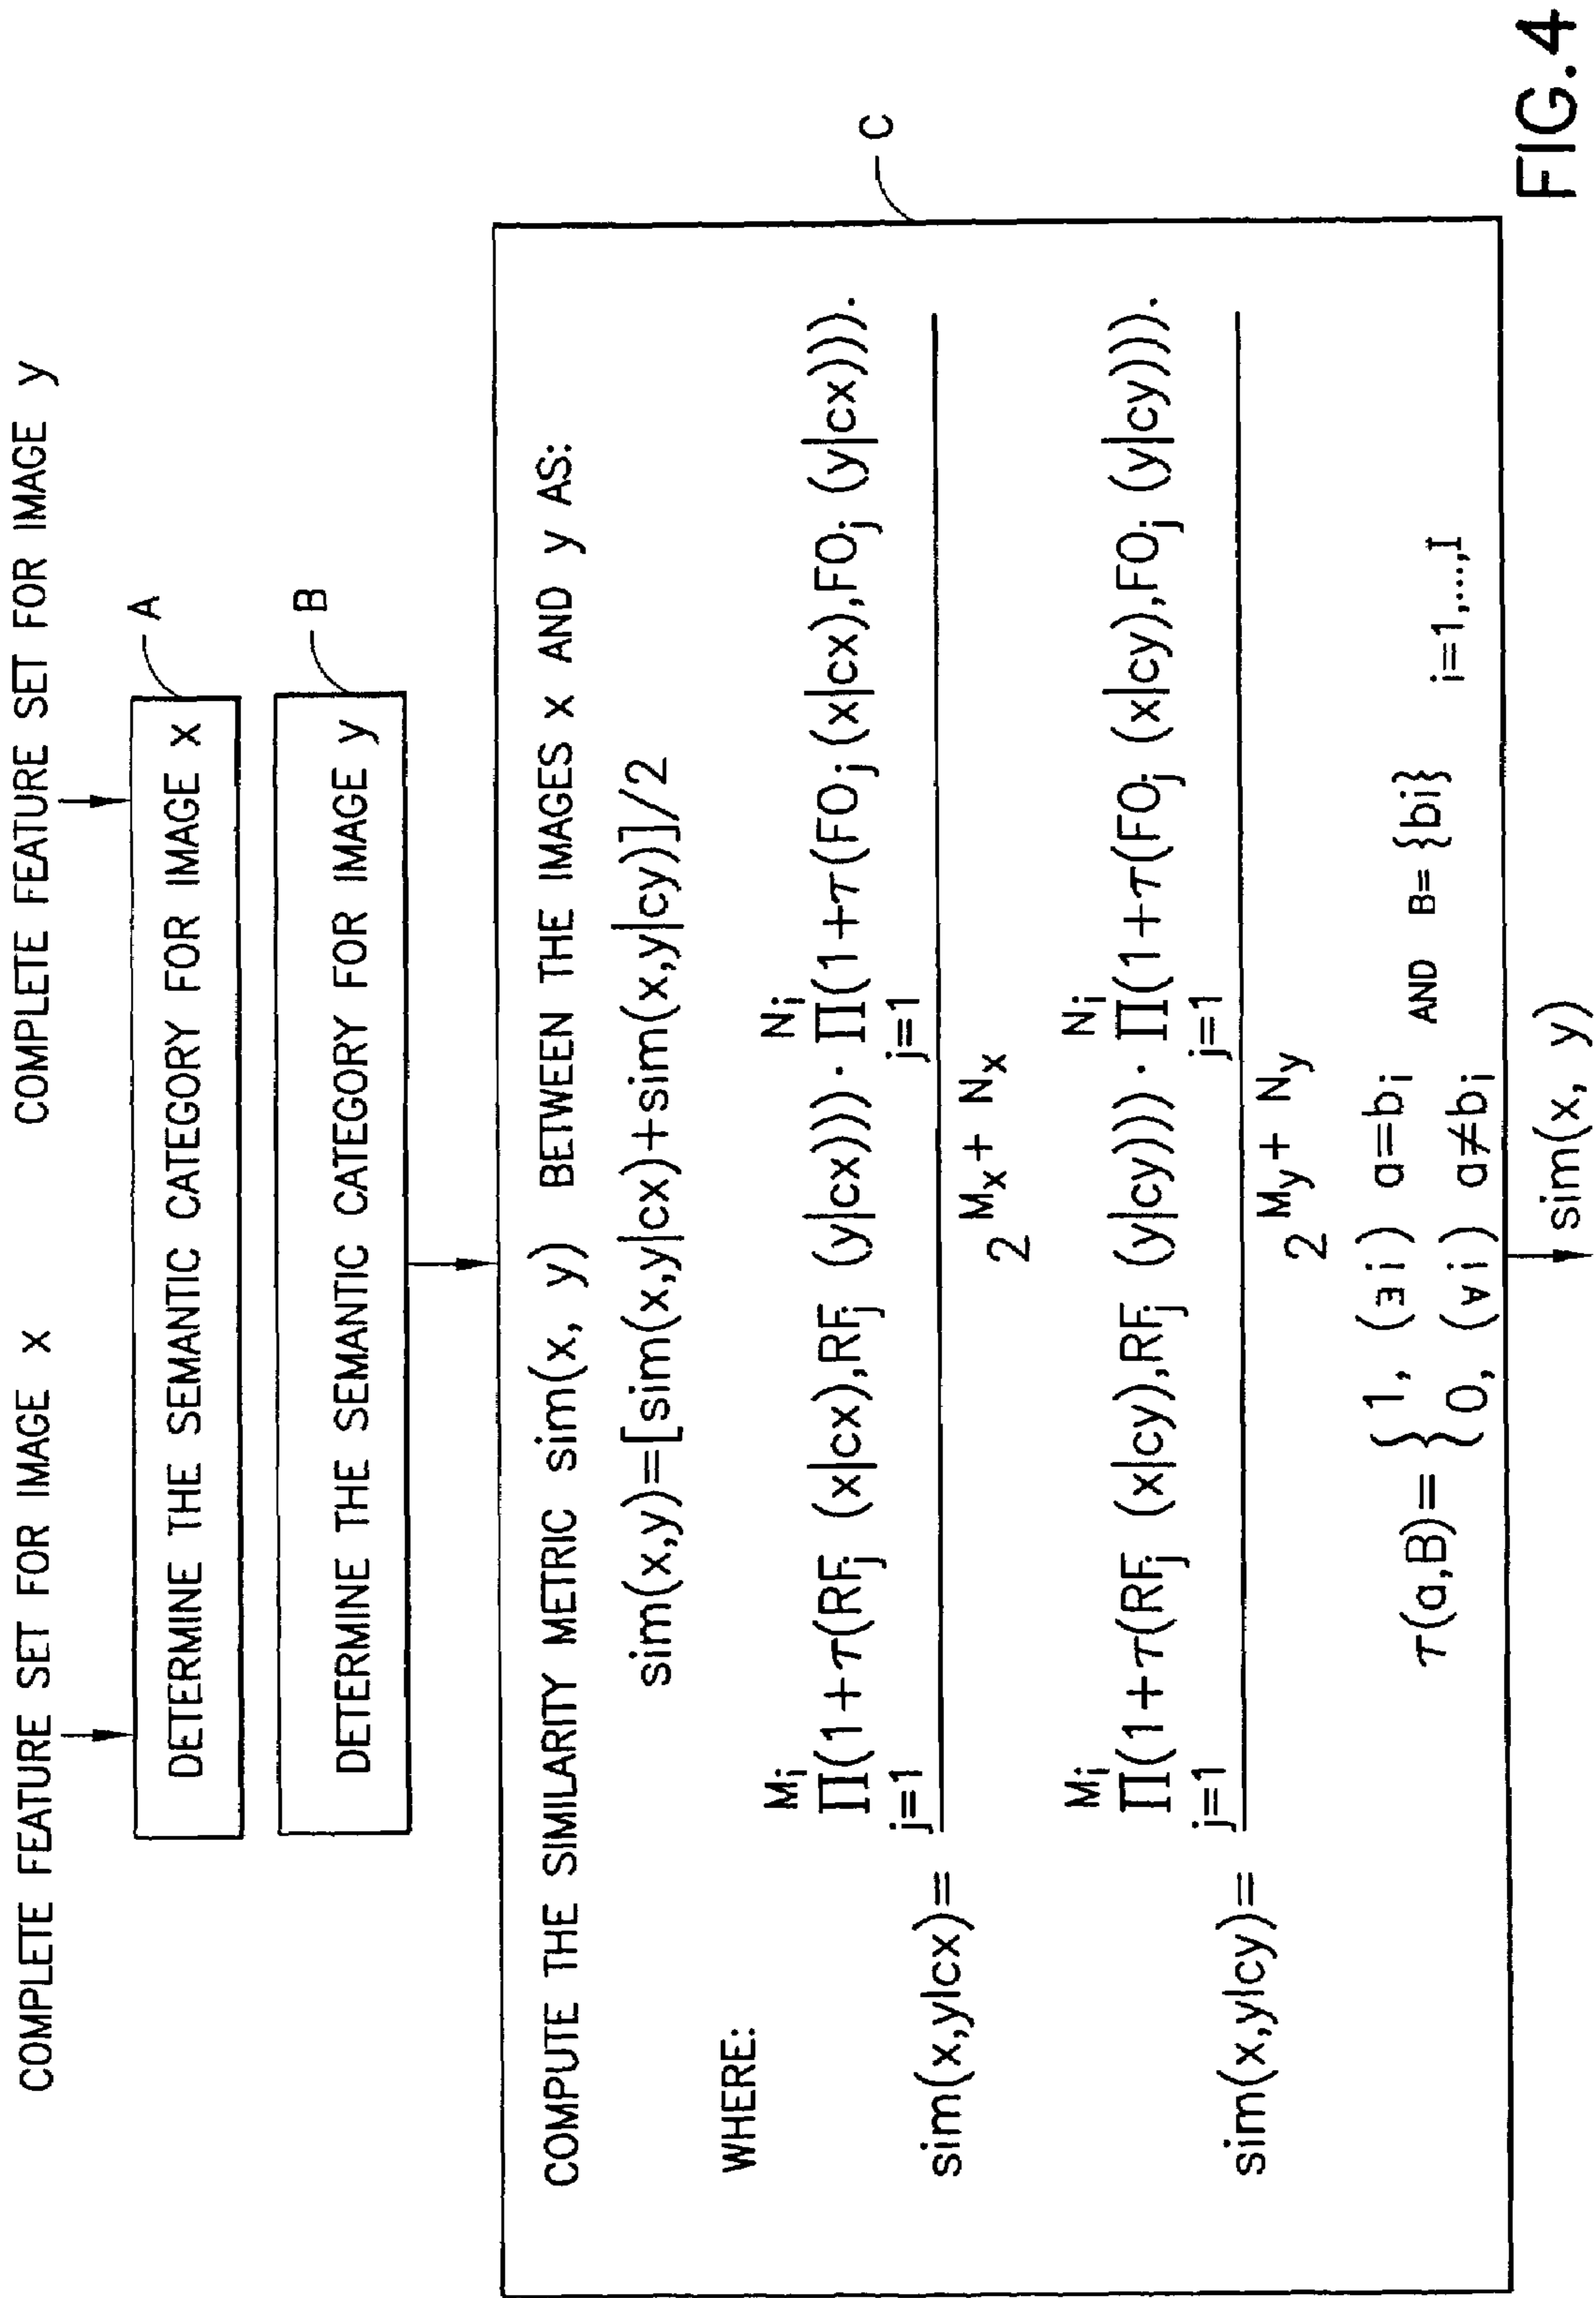 COMPLETE FEATURE SET FOR IMAGE x
COMPLETE FEATURE SET FOR IMAGE y
DETERMINE THE SEMANTIC CATEGORY FOR IMAGE x
A
DETERMINE THE SEMANTIC CATEGORY FOR IMAGE y
B
COMPUTE THE SIMILARITY METRIC sim(x, y) BETWEEN THE IMAGES x AND y AS:
C
sim(x,y)=[sim(x,y|cx)+sim(x,y|cy)]/2
WHERE:
Mi Ni
∏(1+τ(RFj (x|cx),RFj (y|cx)))·∏(1+τ(FOj (x|cx),FOj (y|cx)))).
j=1 j=1
sim(x,y|cx)=
2 Mx+ Nx
Mi Ni
∏(1+τ(RFj (x|cy),RFj (y|cy)))·∏(1+τ(FOj (x|cy),FOj (y|cy)))).
j=1 j=1
sim(x,y|cy)=
2 My+ Ny
τ(a,B)={ 1, (∃i) a=bi
{ 0, (∀i) a≠bi
AND B={bi} i=1,...,I
sim(x, y)
FIG.4